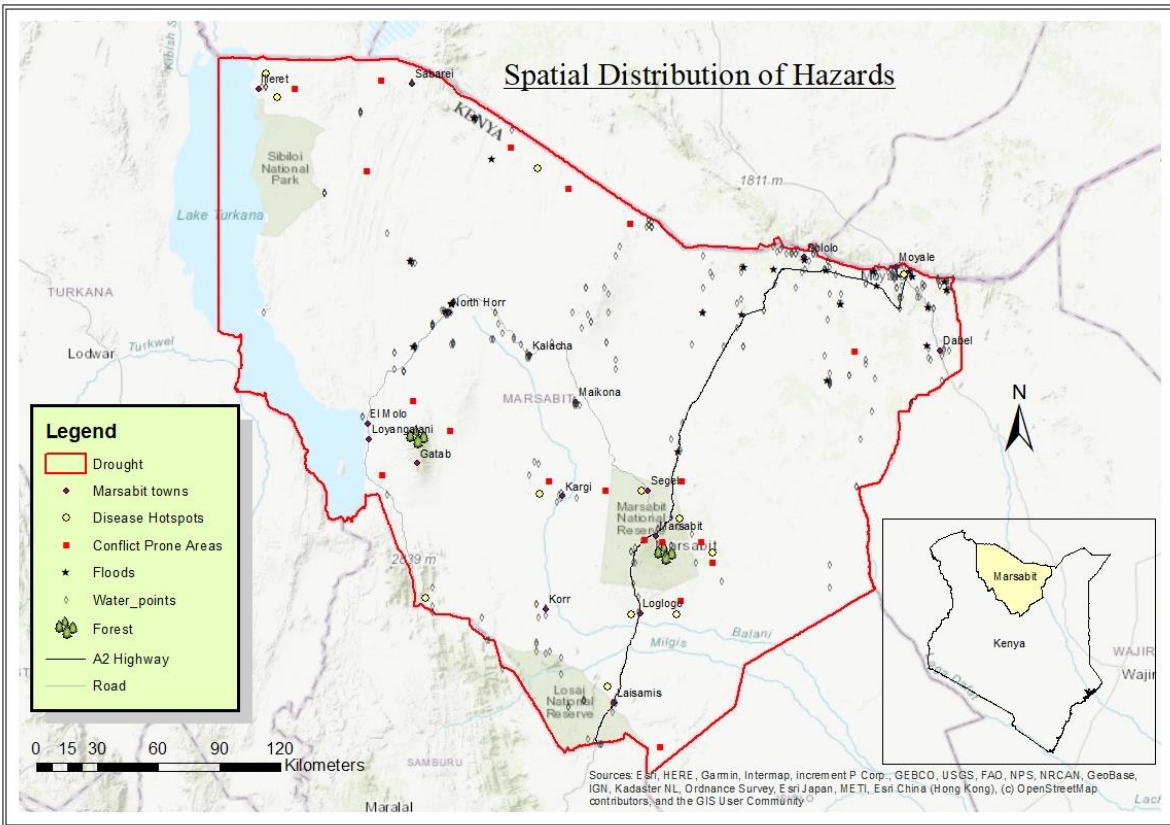 Spatial Distribution of Hazards
Kibish S
Ileret
Sabarei
KENYA
Sibiloi
National
Park
Lake Turkana
1811 m
Sololo
Moyale
TURKANA
Lodwar
Turkwel
North Horr
Kalacha
Dabel
MARSABIT
Maikona
N
El Molo
Loyangalani
Gatab
Kargi
Segel
Marsabit
National
Reserve
Marsabit
2839 m
Korr
Loglogo
Milgis
Balani
Losai
National
Reserve
Laisamis
SAMBURU
Maralal
Legend
Drought
Marsabit towns
Disease Hotspots
Conflict Prone Areas
Floods
Water_points
Forest
A2 Highway
Road
0 15 30 60 90 120
Kilometers
Marsabit
Kenya
WAJIR
Wajir
Lach
ISIOLO
Sources: Esri, HERE, Garmin, Intermap, increment P Corp., GEBCO, USGS, FAO, NPS, NRCAN, GeoBase,
IGN, Kadaster NL, Ordnance Survey, Esri Japan, METI, Esri China (Hong Kong), (c) OpenStreetMap
contributors, and the GIS User Community